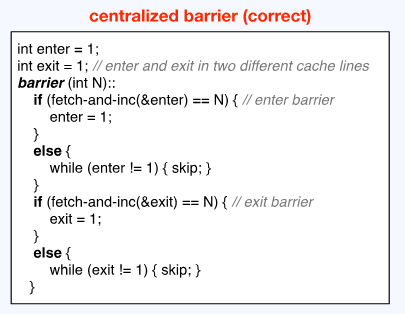 centralized barrier (correct)
int enter = 1;
int exit = 1; // enter and exit in two different cache lines
barrier (int N)::
if (fetch-and-inc(&enter) == N) { // enter barrier
enter = 1;
}
else {
while (enter != 1) { skip; }
}
if (fetch-and-inc(&exit) == N) { // exit barrier
exit = 1;
}
else {
while (exit != 1) { skip; }
}